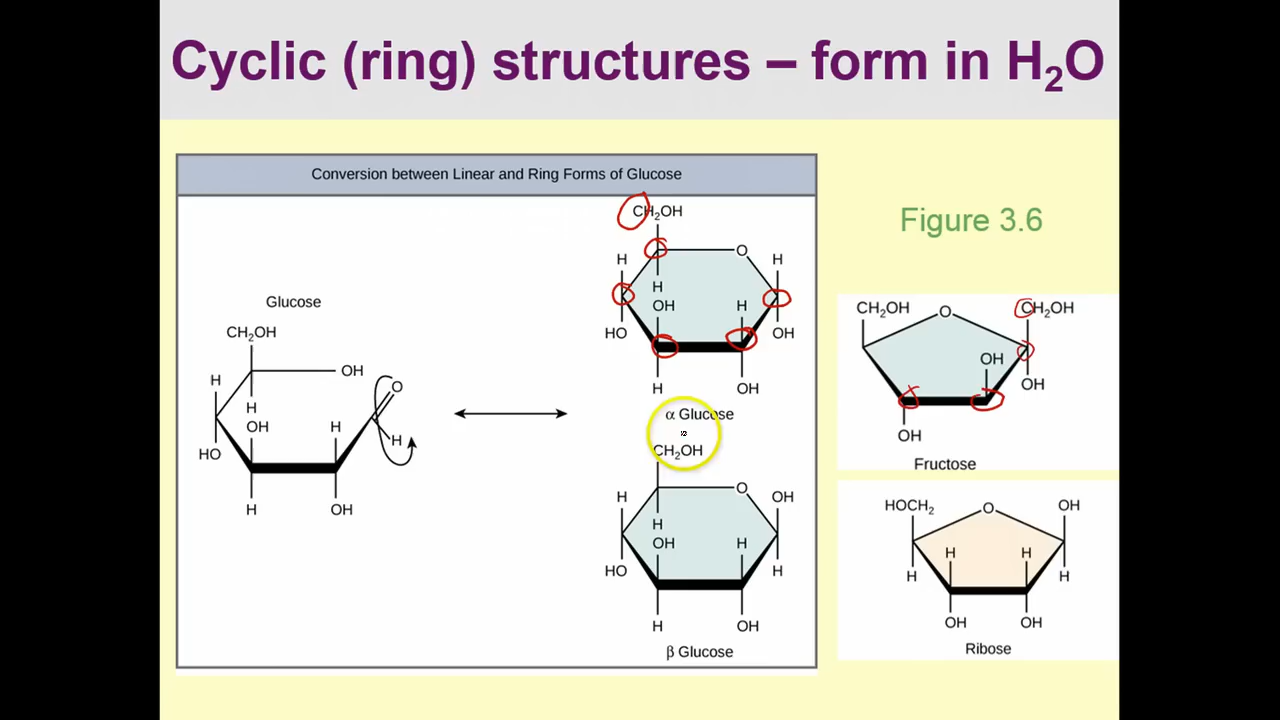 Cyclic (ring) structures – form in H₂O
Conversion between Linear and Ring Forms of Glucose
Figure 3.6
Glucose
CH₂OH
OH
O
H
H
OH
H
H
HO
H
OH
CH₂OH
O
H
H
H
OH
H
HO
OH
H
OH
α Glucose
CH₂OH
O
OH
H
H
OH
H
HO
H
H
OH
β Glucose
CH₂OH
O
CH₂OH
OH
OH
OH
Fructose
HOCH₂
O
OH
H
H
H
H
OH
OH
Ribose